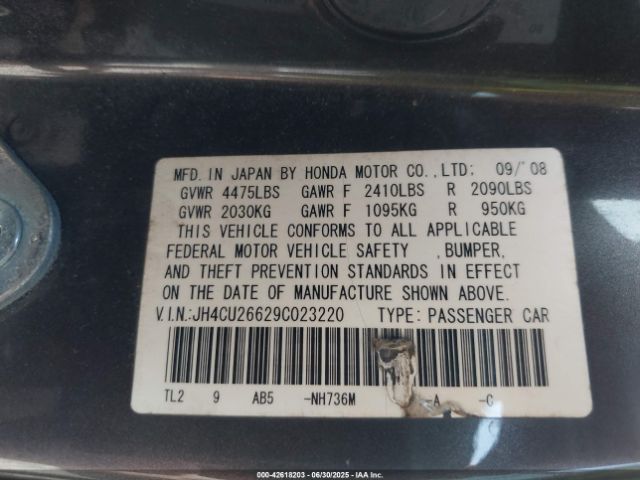 MFD. IN JAPAN BY HONDA MOTOR CO.,LTD: 09/'08
GVWR 4475LBS GAWR F 2410LBS R 2090LBS
GVWR 2030KG GAWR F 1095KG R 950KG
THIS VEHICLE CONFORMS TO ALL APPLICABLE
FEDERAL MOTOR VEHICLE SAFETY ,BUMPER,
AND THEFT PREVENTION STANDARDS IN EFFECT
ON THE DATE OF MANUFACTURE SHOWN ABOVE.
V.I.N.:JH4CU26629C023220 TYPE: PASSENGER CAR
TL2 9 AB5 -NH736M -A -C
000-42618203 - 06/30/2025 - IAA Inc.